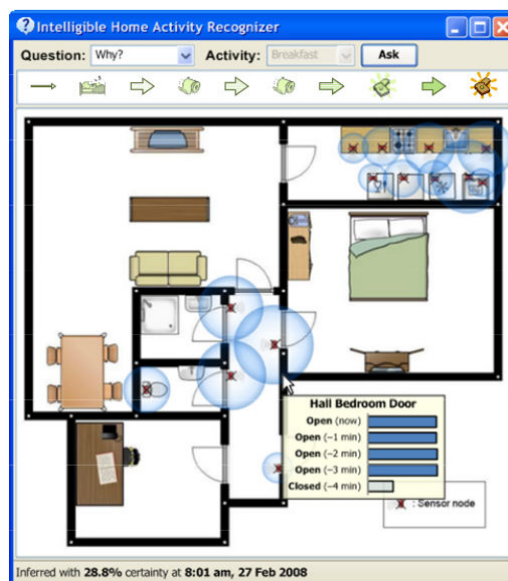 Intelligible Home Activity Recognizer
Question: Why? Activity: Breakfast Ask
Hall Bedroom Door
Open (now)
Open (−1 min)
Open (−2 min)
Open (−3 min)
Closed (−4 min)
: Sensor node
Inferred with 28.8% certainty at 8:01 am, 27 Feb 2008